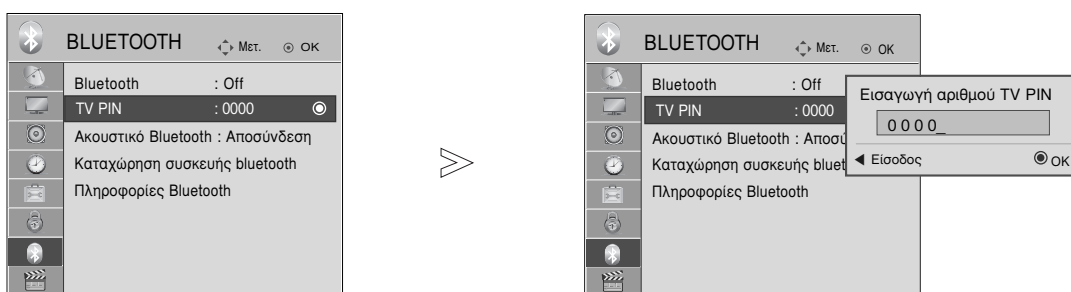 BLUETOOTH Μετ. OK
Bluetooth : Off
TV PIN : 0000
Ακουστικό Bluetooth : Αποσύνδεση
Καταχώρηση συσκευής bluetooth
Πληροφορίες Bluetooth
BLUETOOTH Μετ. OK
Bluetooth : Off
TV PIN : 0000
Ακουστικό Bluetooth : Αποσύ
Καταχώρηση συσκευής bluet
Πληροφορίες Bluetooth
Εισαγωγή αριθμού TV PIN
0 0 0 0_
◀ Είσοδος OK